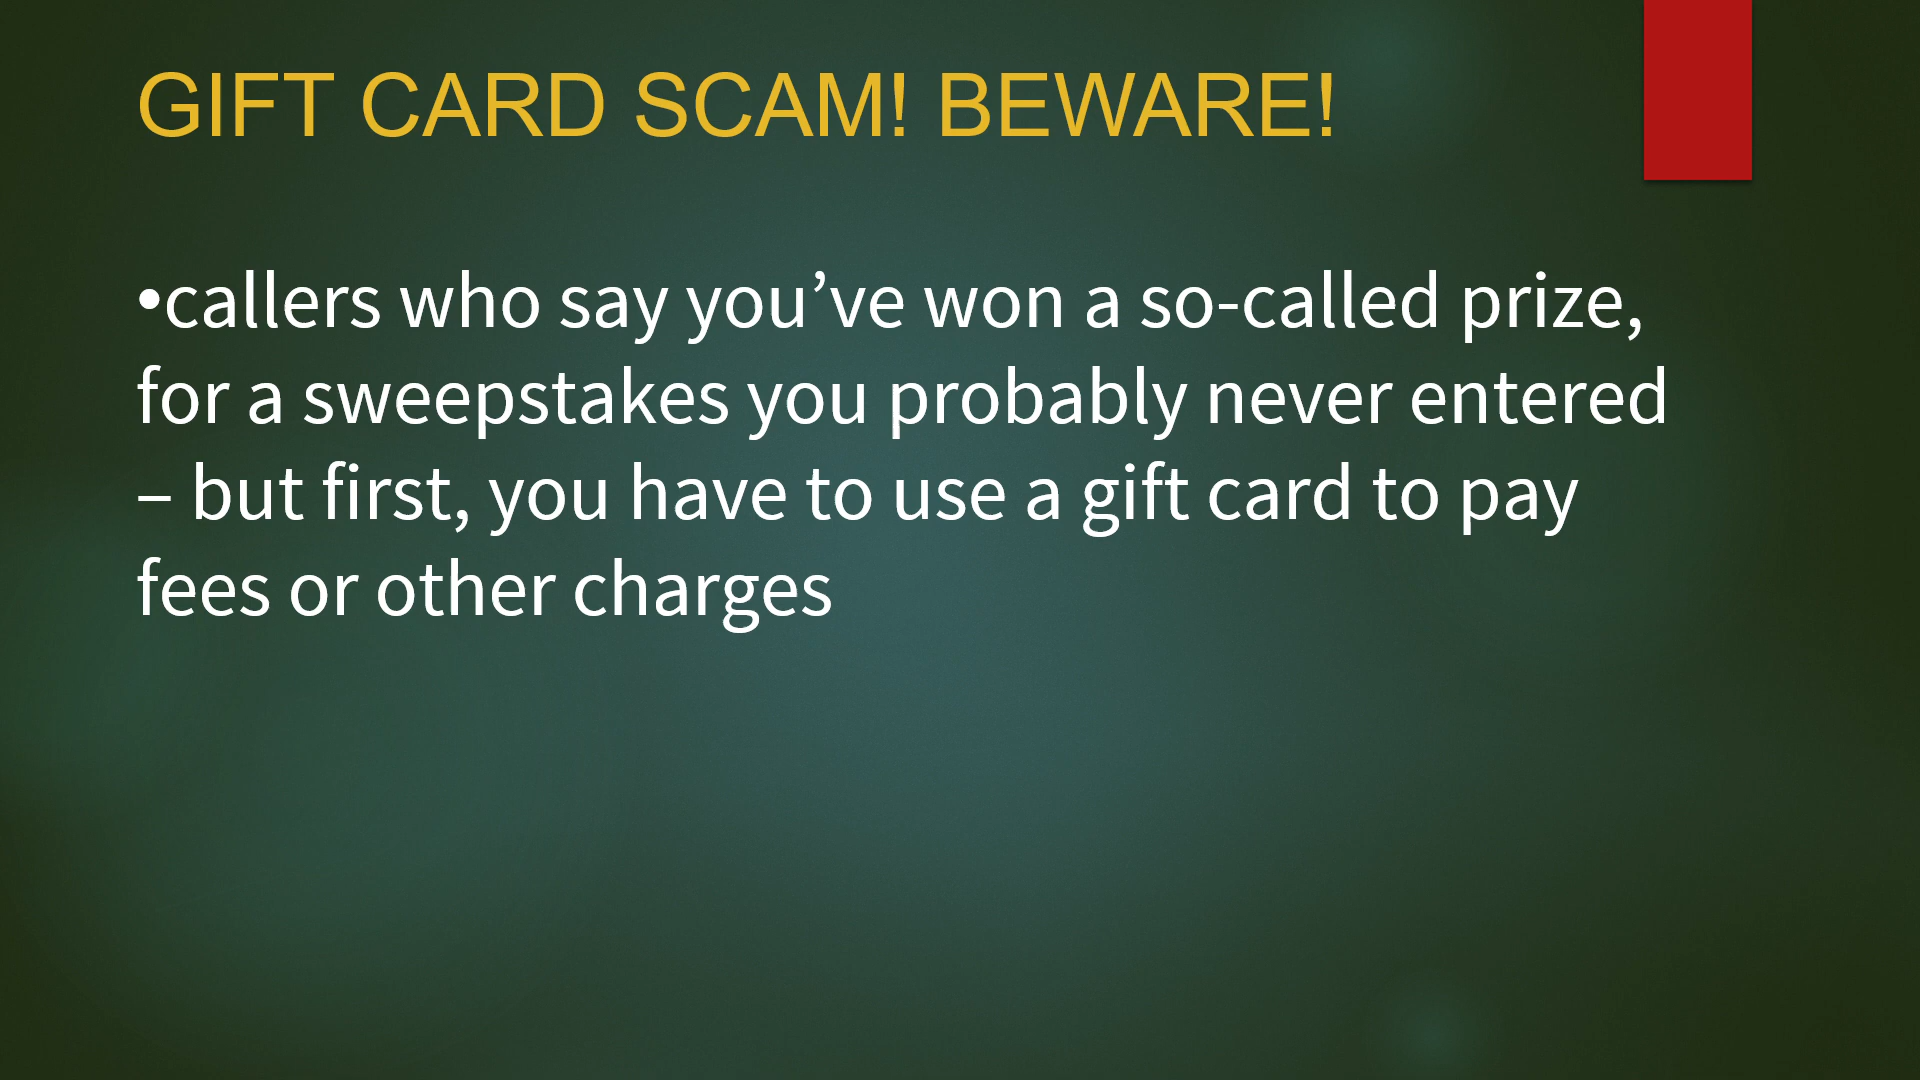 GIFT CARD SCAM! BEWARE!
•callers who say you’ve won a so-called prize,
for a sweepstakes you probably never entered
– but first, you have to use a gift card to pay
fees or other charges